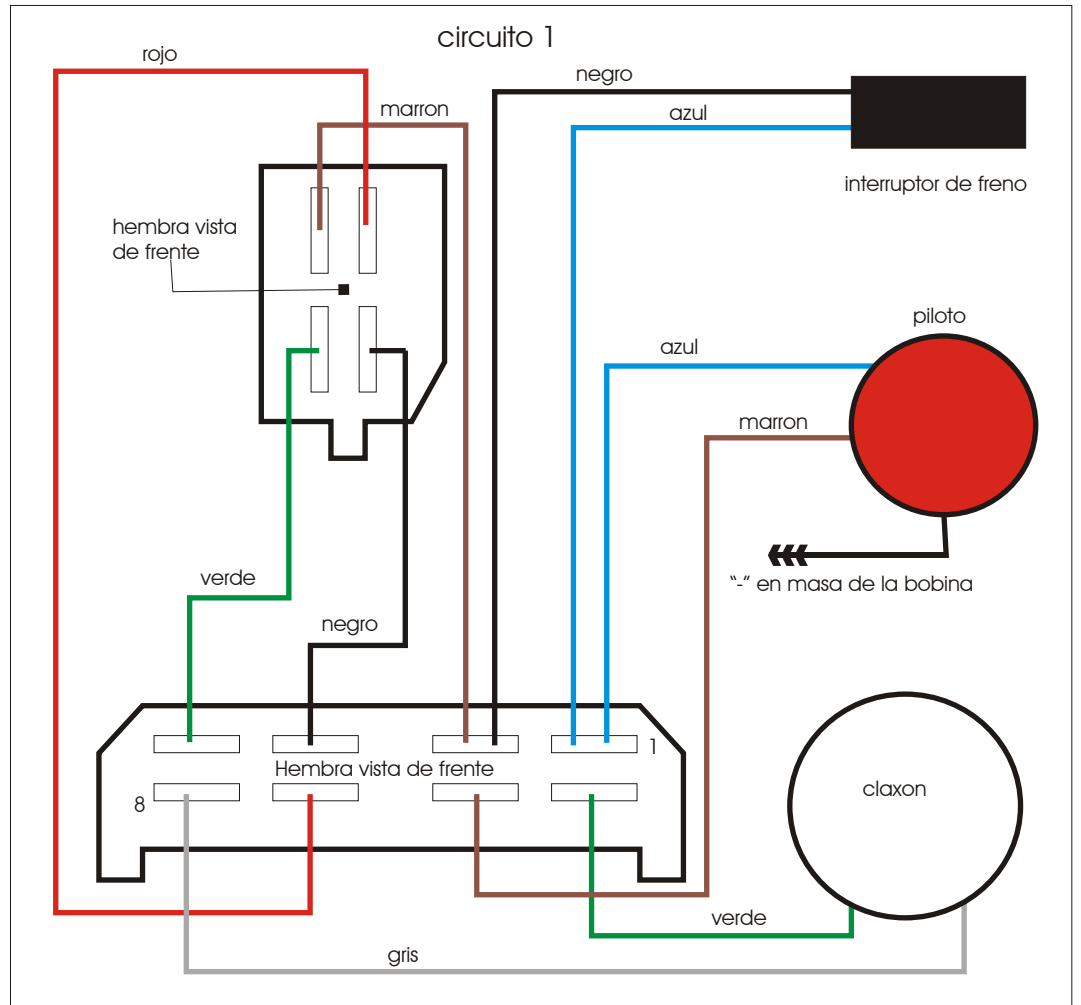 circuito 1
rojo
negro
marron
azul
interruptor de freno
hembra vista
de frente
piloto
azul
marron
"-" en masa de la bobina
verde
negro
1
Hembra vista de frente
8
claxon
verde
gris